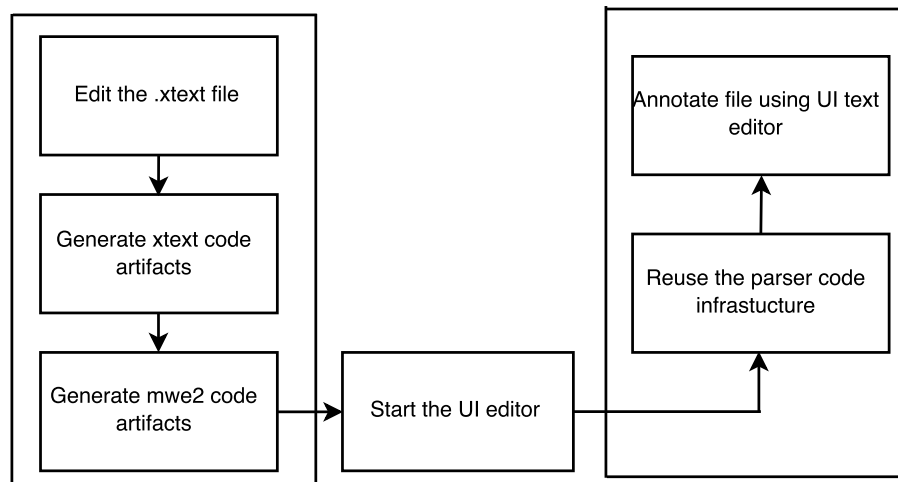 Edit the .xtext file
Generate xtext code
artifacts
Generate mwe2 code
artifacts
Start the UI editor
Reuse the parser code
infrastucture
Annotate file using UI text
editor